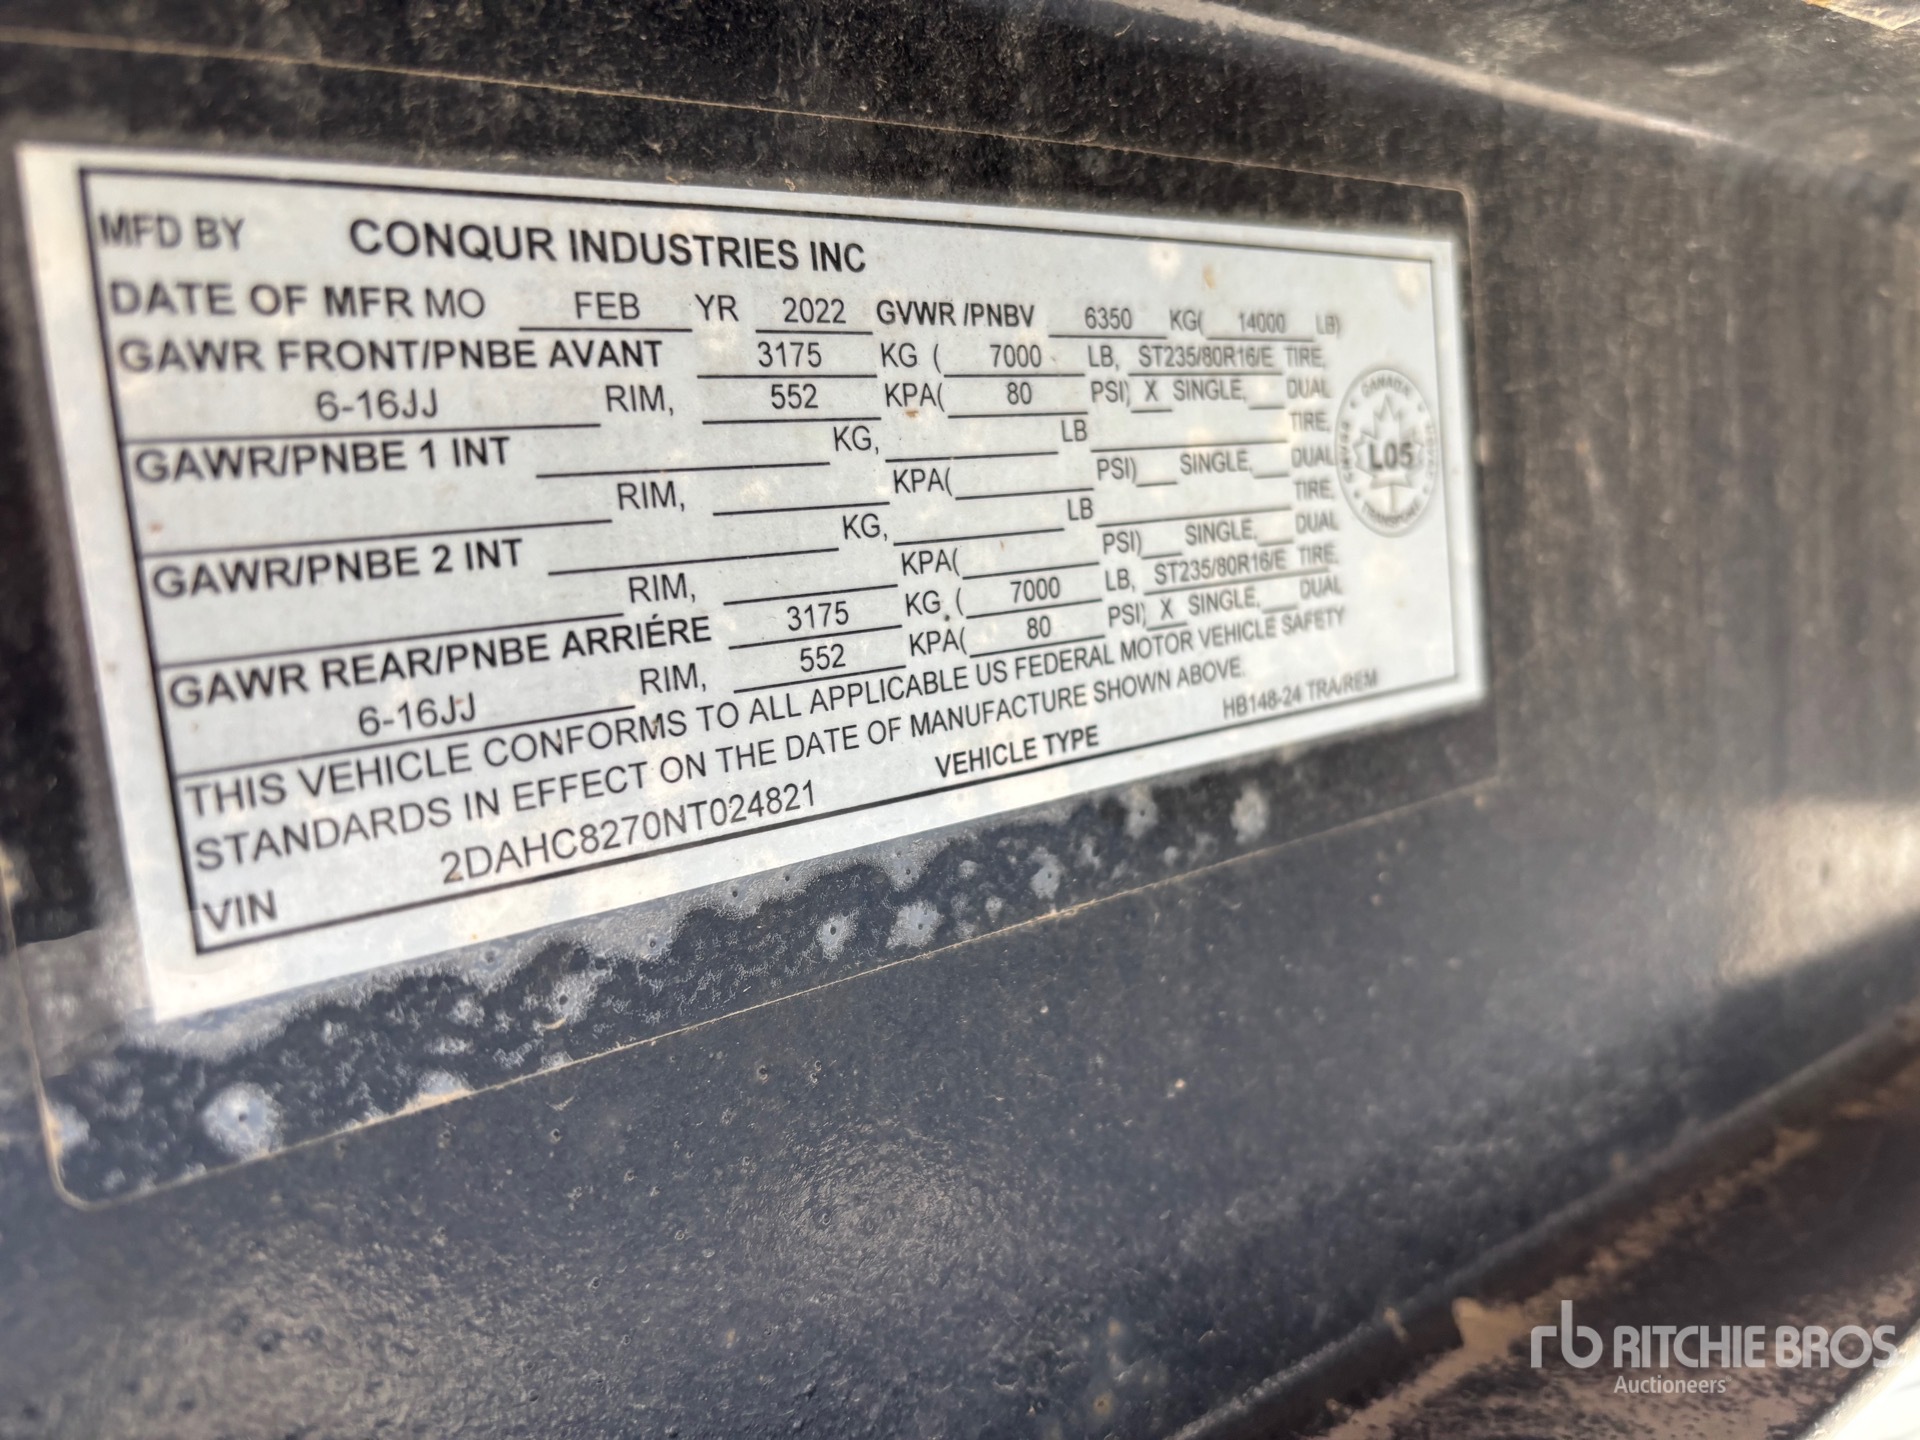 MFD BY CONQUR INDUSTRIES INC
DATE OF MFR MO FEB YR 2022 GVWR /PNBV 6350 KG( 14000 LB)
GAWR FRONT/PNBE AVANT 3175 KG ( 7000 LB, ST235/80R16/E TIRE,
6-16JJ RIM, 552 KPA( 80 PSI) X SINGLE, DUAL
GAWR/PNBE 1 INT KG, LB TIRE,
RIM, KPA( PSI) SINGLE, DUAL
GAWR/PNBE 2 INT KG, LB TIRE,
RIM, KPA( PSI) SINGLE, DUAL
GAWR REAR/PNBE ARRIÉRE 3175 KG, ( 7000 LB, ST235/80R16/E TIRE,
6-16JJ RIM, 552 KPA( 80 PSI) X SINGLE, DUAL
THIS VEHICLE CONFORMS TO ALL APPLICABLE US FEDERAL MOTOR VEHICLE SAFETY
STANDARDS IN EFFECT ON THE DATE OF MANUFACTURE SHOWN ABOVE.
VIN 2DAHC8270NT024821 VEHICLE TYPE HB148-24 TRA/REM
L05
rb RITCHIE BROS
Auctioneers